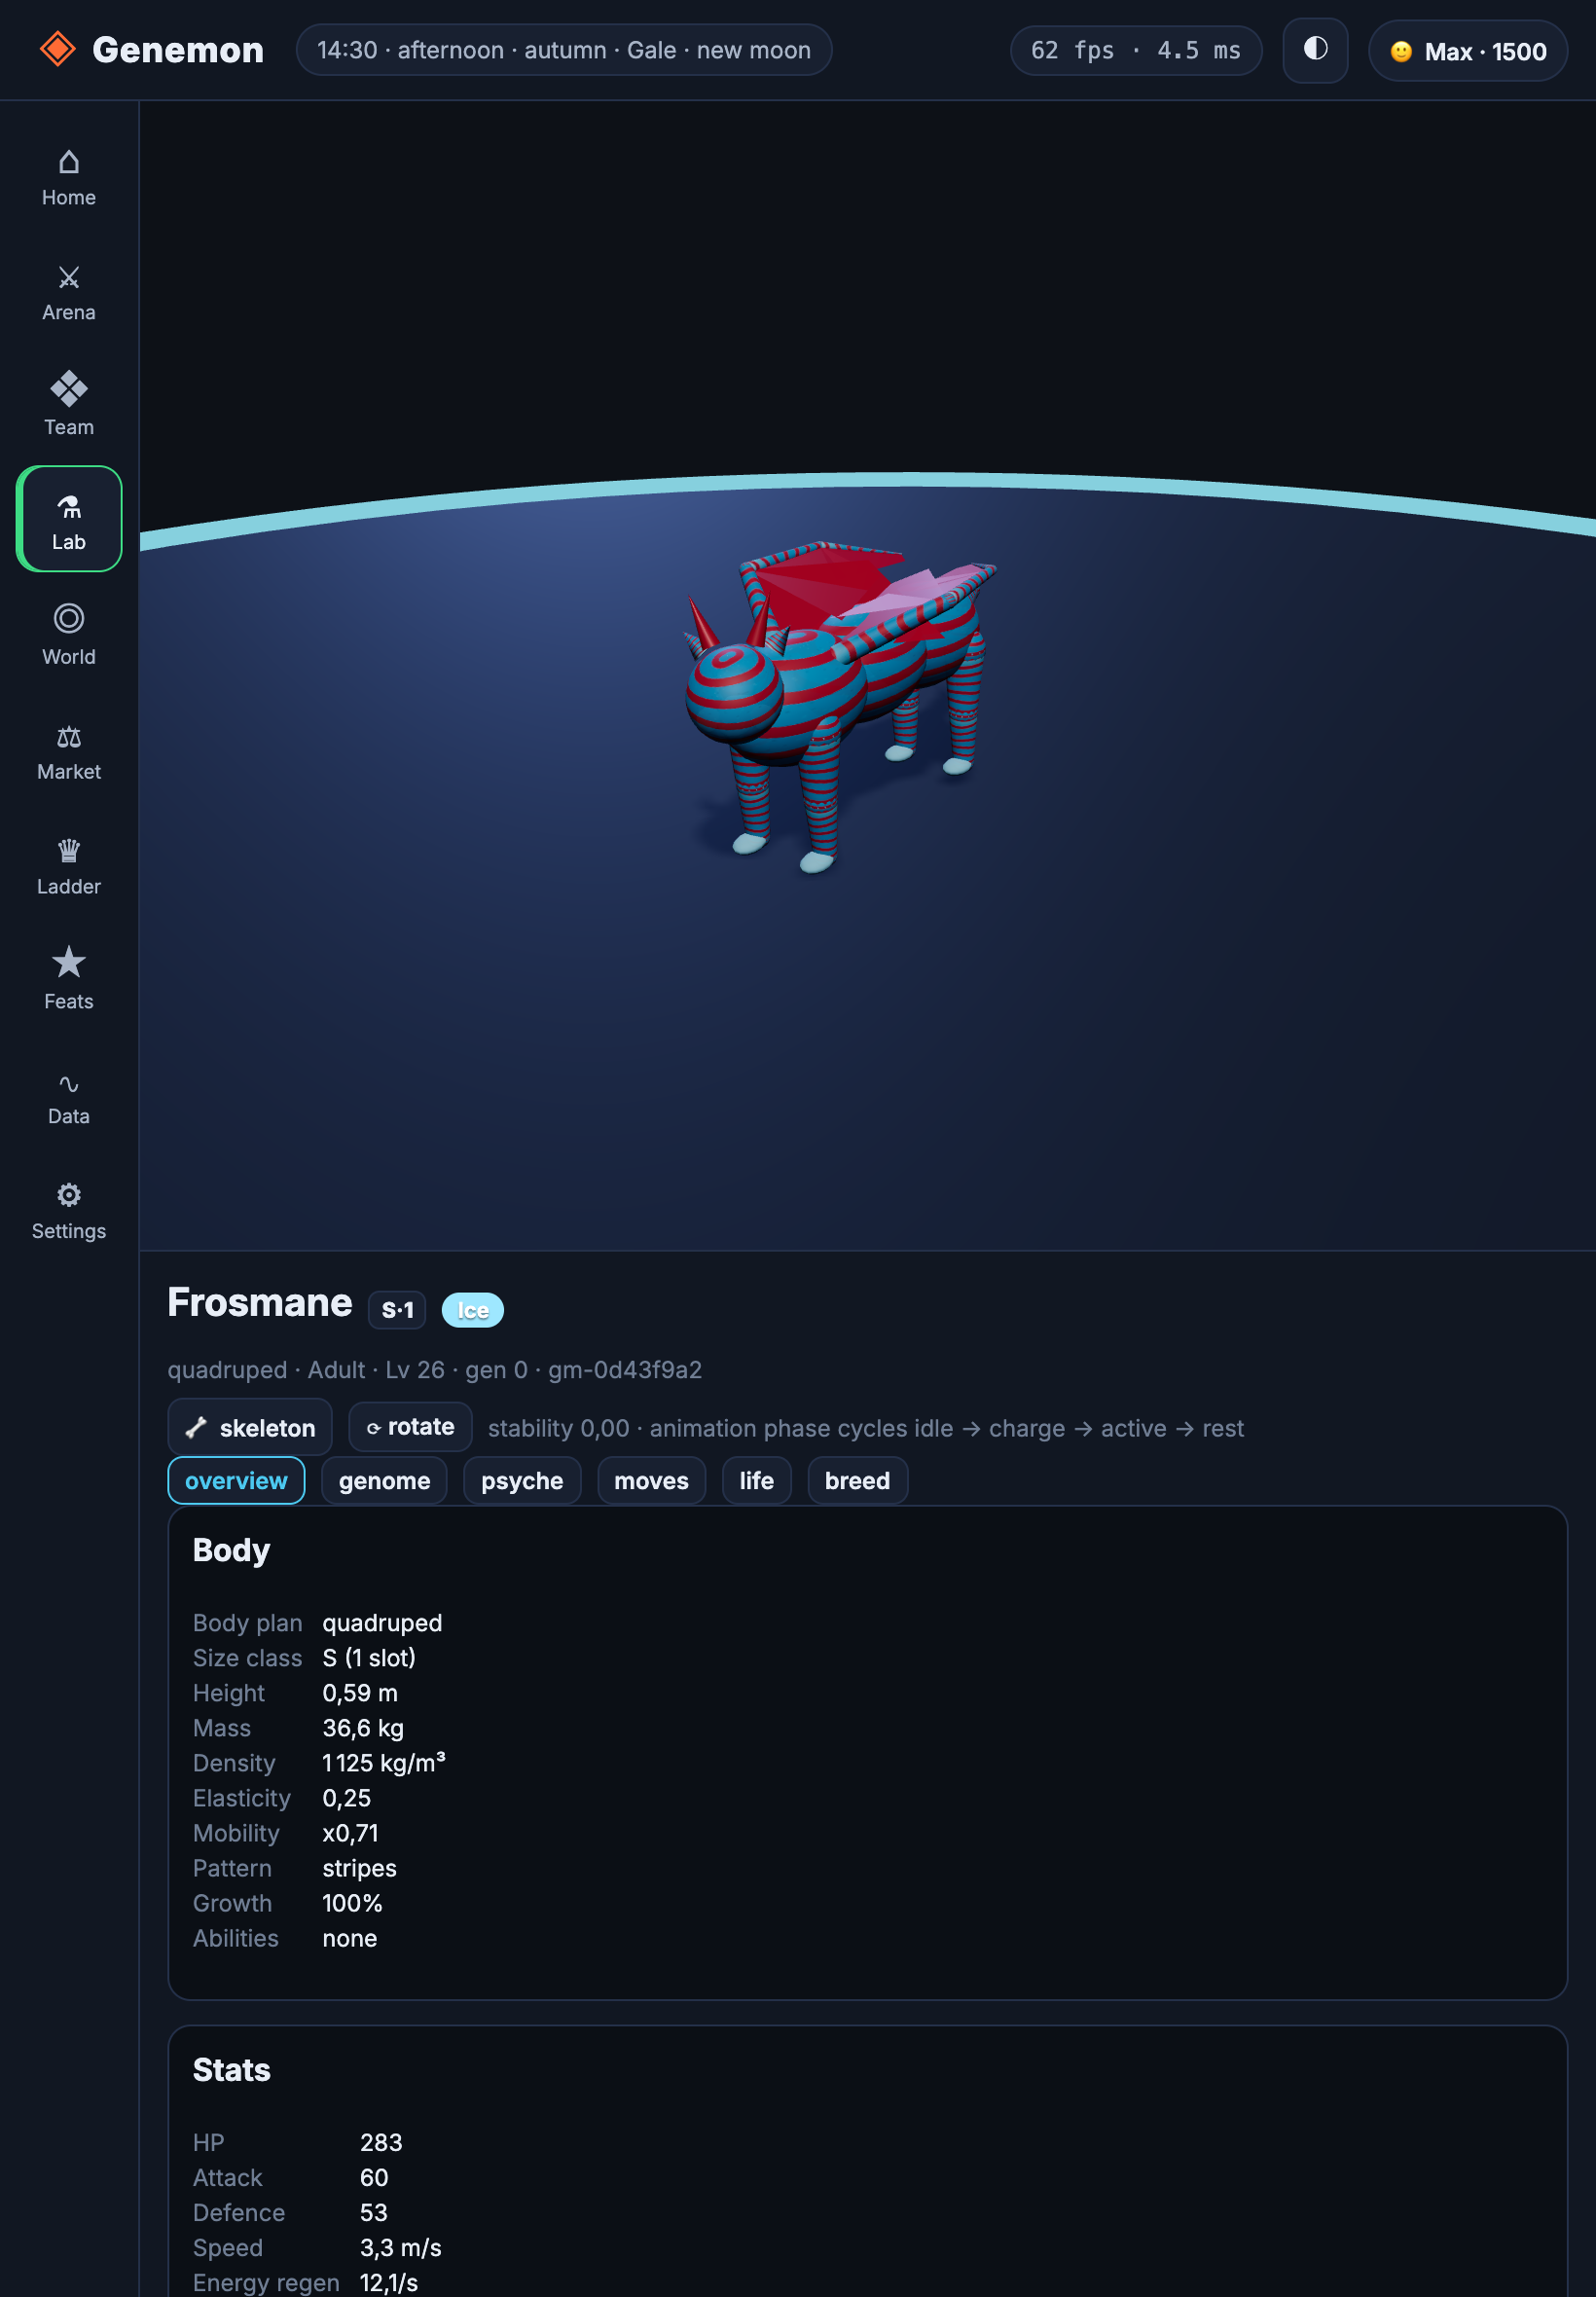 Genemon
14:30 · afternoon · autumn · Gale · new moon
62 fps · 4.5 ms
Max · 1500
Home
Arena
Team
Lab
World
Market
Ladder
Feats
Data
Settings
Frosmane S·1 Ice
quadruped · Adult · Lv 26 · gen 0 · gm-0d43f9a2
skeleton rotate stability 0,00 · animation phase cycles idle → charge → active → rest
overview genome psyche moves life breed
Body
Body plan quadruped
Size class S (1 slot)
Height 0,59 m
Mass 36,6 kg
Density 1 125 kg/m³
Elasticity 0,25
Mobility x0,71
Pattern stripes
Growth 100%
Abilities none
Stats
HP 283
Attack 60
Defence 53
Speed 3,3 m/s
Energy regen 12,1/s